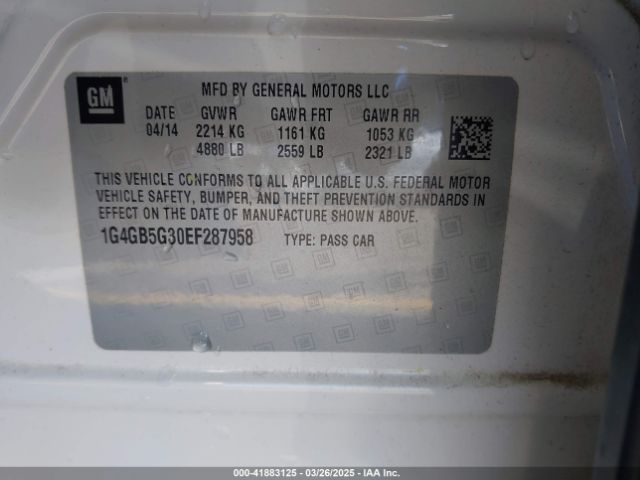 GM
MFD BY GENERAL MOTORS LLC
DATE GVWR GAWR FRT GAWR RR
04/14 2214 KG 1161 KG 1053 KG
4880 LB 2559 LB 2321 LB
THIS VEHICLE CONFORMS TO ALL APPLICABLE U.S. FEDERAL MOTOR
VEHICLE SAFETY, BUMPER, AND THEFT PREVENTION STANDARDS IN
EFFECT ON THE DATE OF MANUFACTURE SHOWN ABOVE.
1G4GB5G30EF287958 TYPE: PASS CAR
000-41883125 | 03/26/2025 | IAA Inc.